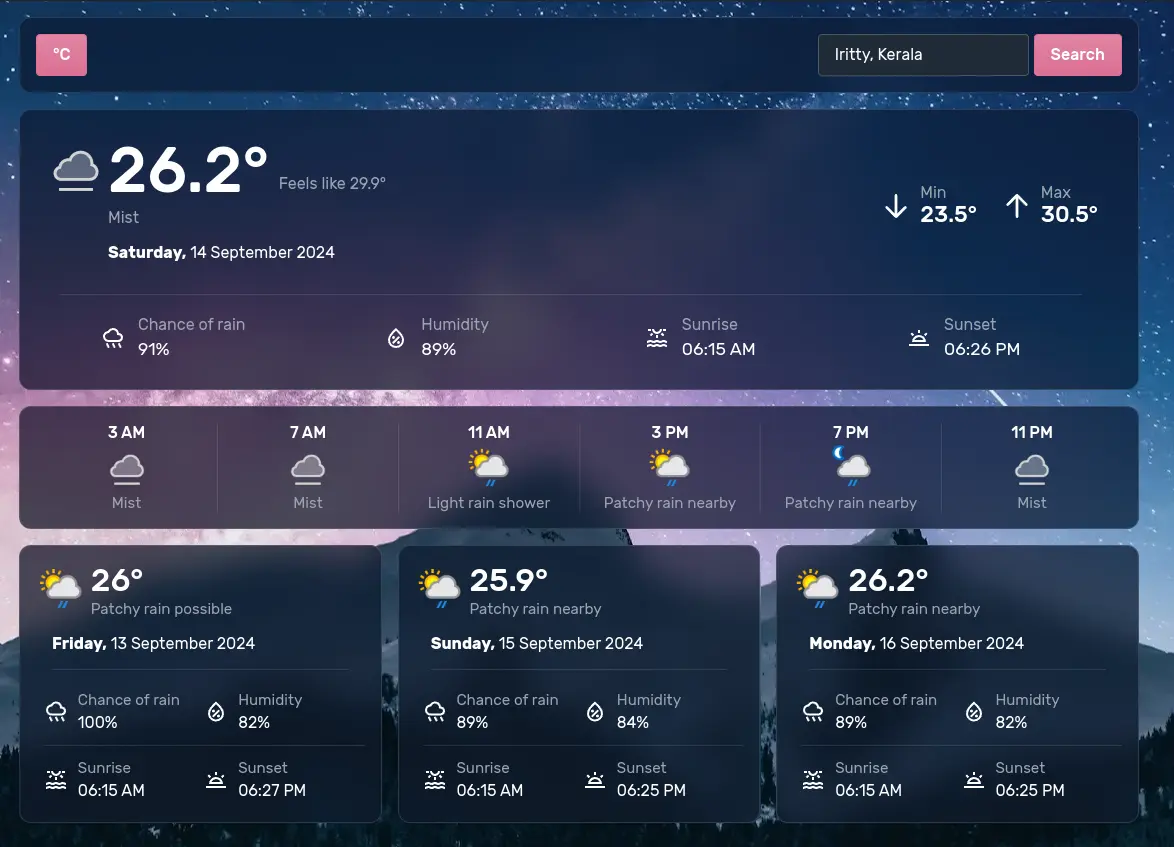 °C
Iritty, Kerala
Search
26.2° Feels like 29.9°
Mist
Saturday, 14 September 2024
Min
23.5°
Max
30.5°
Chance of rain
91%
Humidity
89%
Sunrise
06:15 AM
Sunset
06:26 PM
3 AM
Mist
7 AM
Mist
11 AM
Light rain shower
3 PM
Patchy rain nearby
7 PM
Patchy rain nearby
11 PM
Mist
26°
Patchy rain possible
Friday, 13 September 2024
Chance of rain
100%
Humidity
82%
Sunrise
06:15 AM
Sunset
06:27 PM
25.9°
Patchy rain nearby
Sunday, 15 September 2024
Chance of rain
89%
Humidity
84%
Sunrise
06:15 AM
Sunset
06:25 PM
26.2°
Patchy rain nearby
Monday, 16 September 2024
Chance of rain
89%
Humidity
82%
Sunrise
06:15 AM
Sunset
06:25 PM